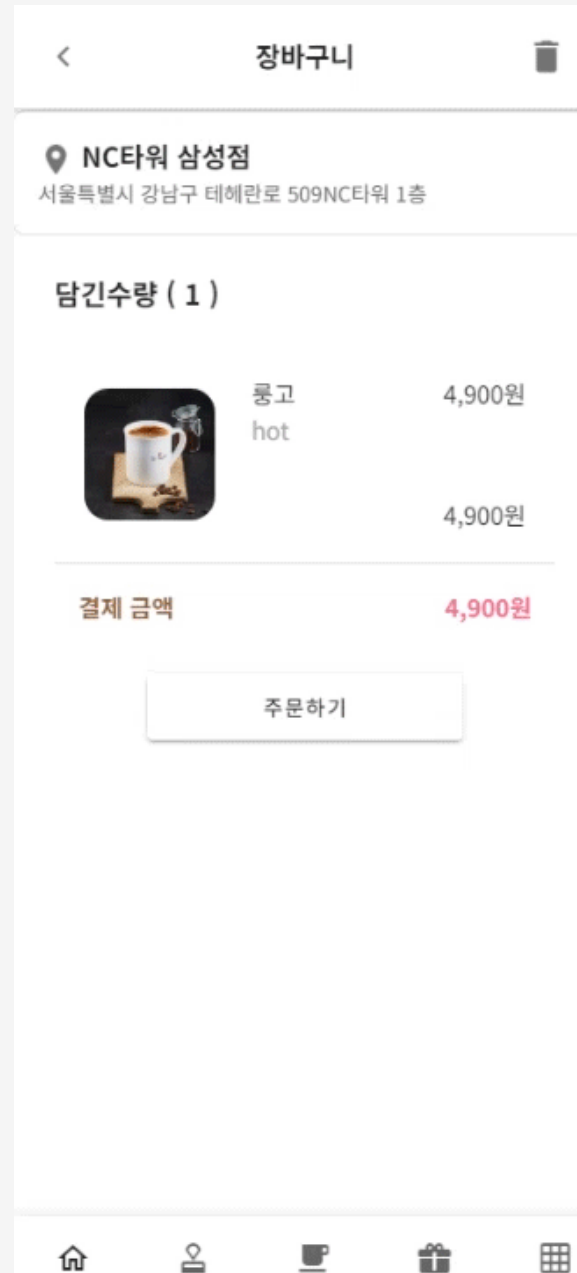 장바구니
NC타워 삼성점
서울특별시 강남구 테헤란로 509NC타워 1층
담긴수량 ( 1 )
룽고 4,900원
hot
4,900원
결제 금액 4,900원
주문하기